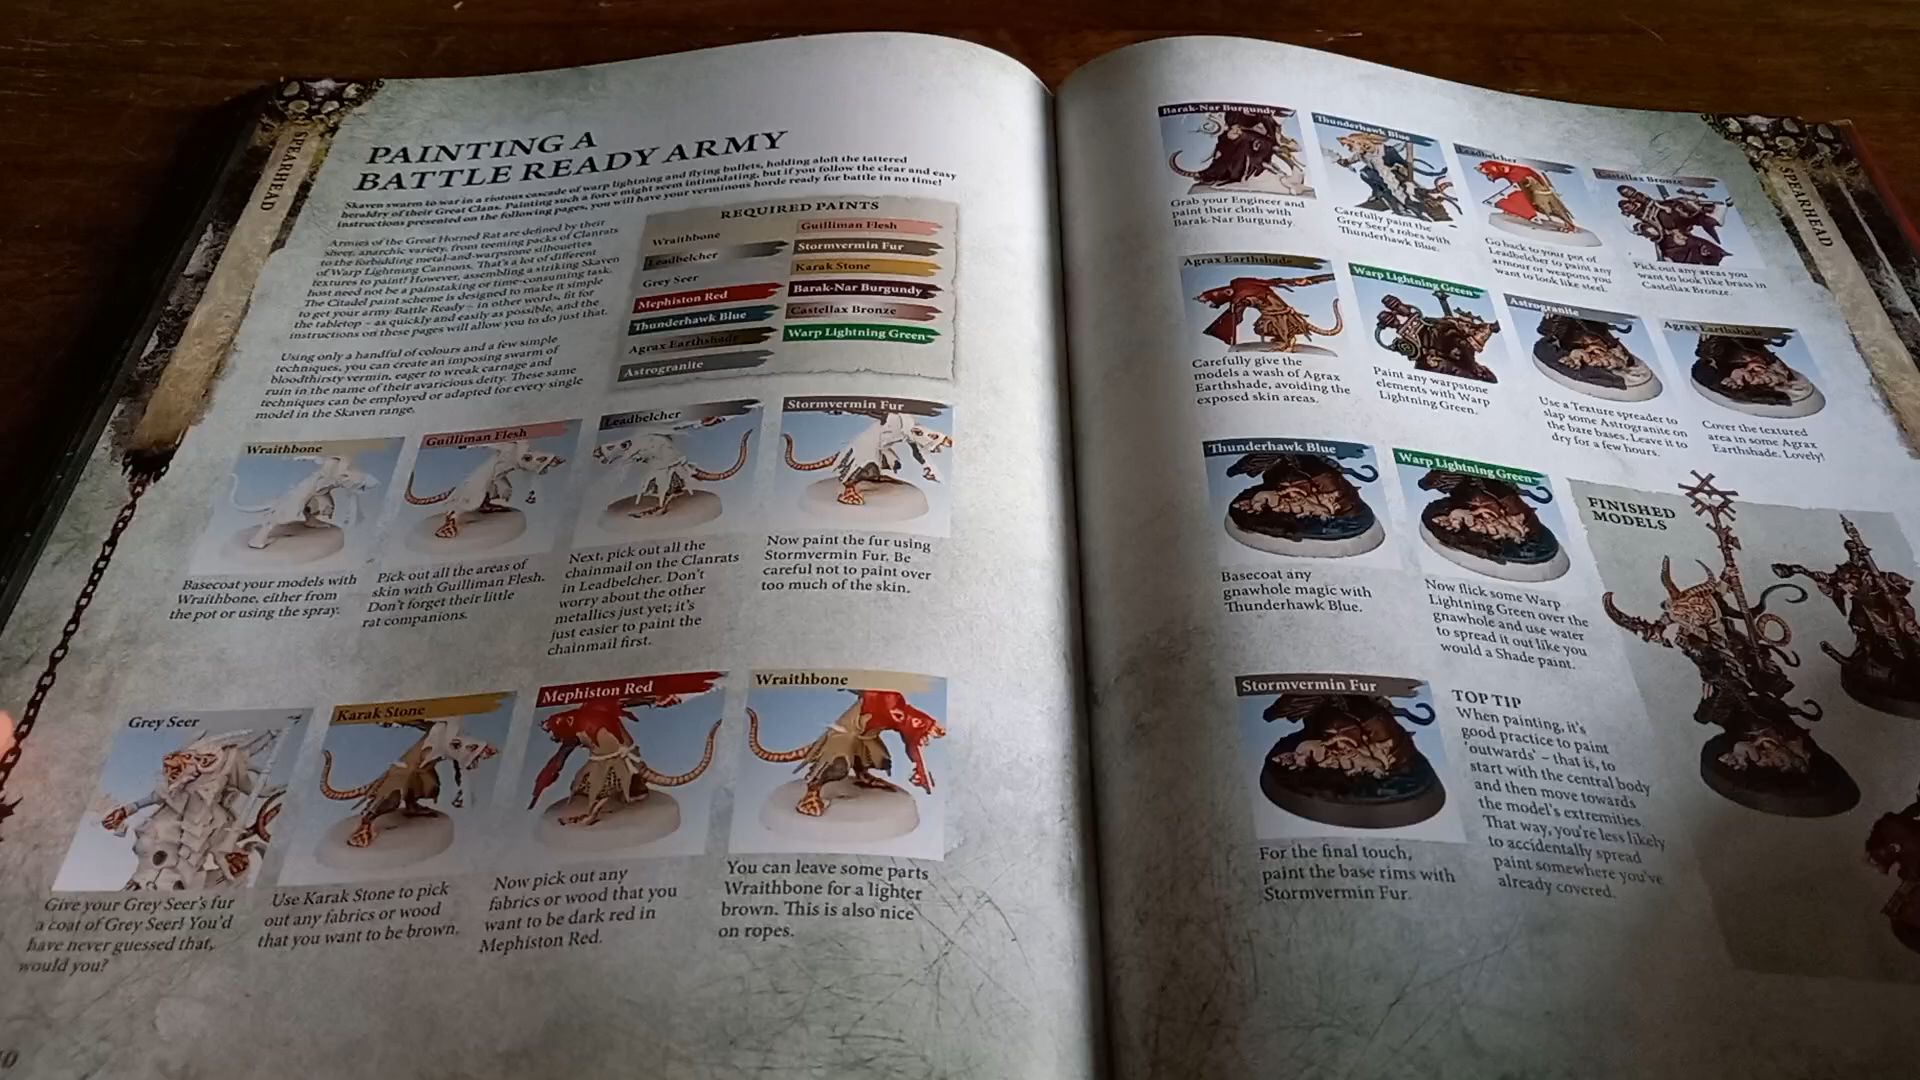 SPEARHEAD
PAINTING A
BATTLE READY ARMY
Skaven swarm to war in a riotous cascade of warp lightning and flying bullets, holding aloft the tattered
heraldry of their Great Clans. Painting such a force might seem intimidating, but if you follow the clear and easy
instructions presented on the following pages, you will have your verminous horde ready for battle in no time!
Armies of the Great Horned Rat are defined by their
sheer, anarchic variety, from teeming packs of Clanrats
to the forbidding metal-and-warpstone silhouettes
of Warp Lightning Cannons. That's a lot of different
textures to paint! However, assembling a striking Skaven
host need not be a painstaking or time-consuming task.
The Citadel paint scheme is designed to make it simple
to get your army Battle Ready – in other words, fit for
the tabletop – as quickly and easily as possible, and the
instructions on these pages will allow you to do just that.
Using only a handful of colours and a few simple
techniques, you can create an imposing swarm of
bloodthirsty vermin, eager to wreak carnage and
ruin in the name of their avaricious deity. These same
techniques can be employed or adapted for every single
model in the Skaven range.
REQUIRED PAINTS
Wraithbone
Leadbelcher
Grey Seer
Mephiston Red
Thunderhawk Blue
Agrax Earthshade
Astrogranite
Guilliman Flesh
Stormvermin Fur
Karak Stone
Barak-Nar Burgundy
Castellax Bronze
Warp Lightning Green
Wraithbone
Basecoat your models with
Wraithbone, either from
the pot or using the spray.
Guilliman Flesh
Pick out all the areas of
skin with Guilliman Flesh.
Don't forget their little
rat companions.
Leadbelcher
Next, pick out all the
chainmail on the Clanrats
in Leadbelcher. Don't
worry about the other
metallics just yet; it's
just easier to paint the
chainmail first.
Stormvermin Fur
Now paint the fur using
Stormvermin Fur. Be
careful not to paint over
too much of the skin.
Grey Seer
Give your Grey Seer's fur
a coat of Grey Seer! You'd
have never guessed that,
would you?
Karak Stone
Use Karak Stone to pick
out any fabrics or wood
that you want to be brown.
Mephiston Red
Now pick out any
fabrics or wood that you
want to be dark red in
Mephiston Red.
Wraithbone
You can leave some parts
Wraithbone for a lighter
brown. This is also nice
on ropes.
Barak-Nar Burgundy
Grab your Engineer and
paint their cloth with
Barak-Nar Burgundy.
Thunderhawk Blue
Carefully paint the
Grey Seer's robes with
Thunderhawk Blue.
Leadbelcher
Go back to your pot of
Leadbelcher to paint any
armour or weapons you
want to look like steel.
Castellax Bronze
Pick out any areas you
want to look like brass in
Castellax Bronze.
SPEARHEAD
Agrax Earthshade
Carefully give the
models a wash of Agrax
Earthshade, avoiding the
exposed skin areas.
Warp Lightning Green
Paint any warpstone
elements with Warp
Lightning Green.
Astrogranite
Use a Texture spreader to
slap some Astrogranite on
the bare bases. Leave it to
dry for a few hours.
Agrax Earthshade
Cover the textured
area in some Agrax
Earthshade. Lovely!
Thunderhawk Blue
Basecoat any
gnawhole magic with
Thunderhawk Blue.
Warp Lightning Green
Now flick some Warp
Lightning Green over the
gnawhole and use water
to spread it out like you
would a Shade paint.
FINISHED
MODELS
Stormvermin Fur
For the final touch,
paint the base rims with
Stormvermin Fur.
TOP TIP
When painting, it's
good practice to paint
'outwards' – that is, to
start with the central body
and then move towards
the model's extremities.
That way, you're less likely
to accidentally spread
paint somewhere you've
already covered.